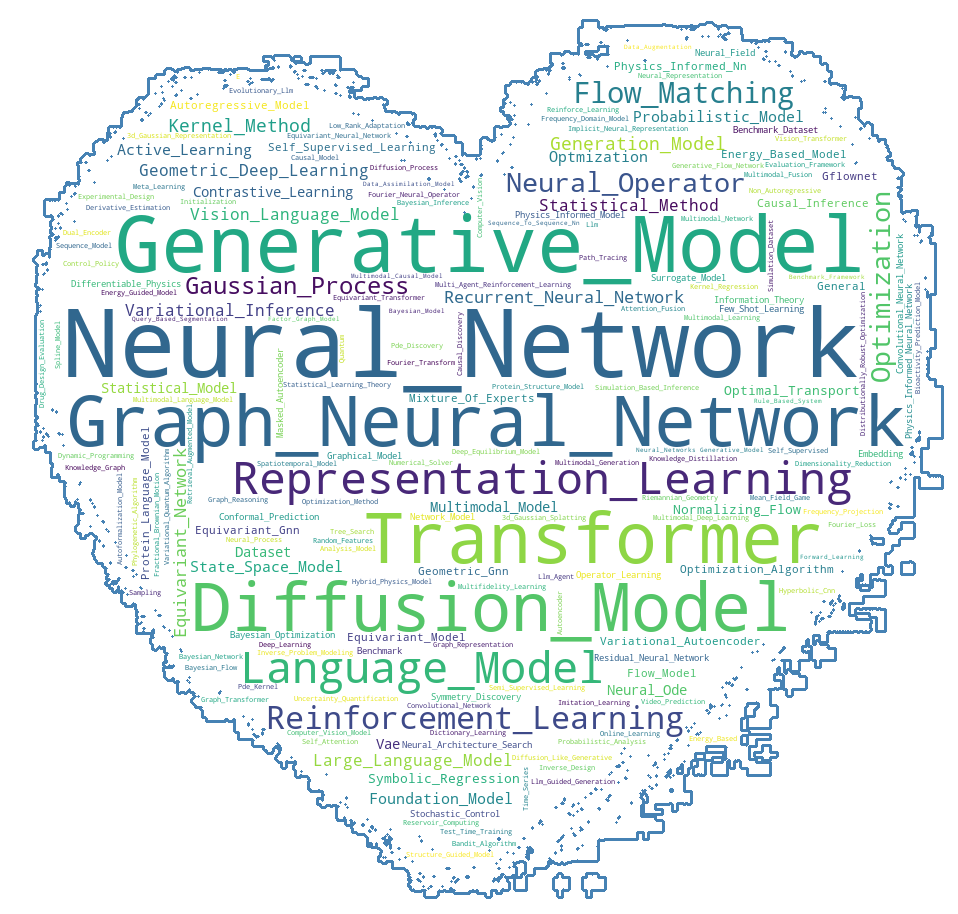 Data_Augmentation
Neural_Field
Physics_Informed_Nn
Neural_Representation
Evolutionary_Llm
Flow_Matching
Autoregressive_Model
Reinforce_Learning
Frequency_Domain_Model
Probabilistic_Model
Kernel_Method
Low_Rank_Adaptation
Implicit_Neural_Representation
Benchmark_Dataset
3d_Gaussian_Representation
Equivariant_Neural_Network
Vision_Transformer
Active_Learning
Self_Supervised_Learning
Generation_Model
Causal_Model
Optmization
Energy_Based_Model
Geometric_Deep_Learning
Diffusion_Process
Generative_Flow_Network
Evaluation_Framework
Multimodal_Fusion
Gflownet
Meta_Learning
Data_Assimilation_Model
Neural_Operator
Contrastive_Learning
Experimental_Design
Fourier_Neural_Operator
Non_Autoregressive
Initialization
Bayesian_Inference
Computer_Vision
Statistical_Method
Causal_Inference
Derivative_Estimation
Vision_Language_Model
Physics_Informed_Model
Multimodal_Network
Sequence_To_Sequence_Nn
Llm
Dual_Encoder
Sequence_Model
Generative_Model
Simulation_Dataset
Optimization
Convolutional_Neural_Network
Path_Tracing
Control_Policy
Multimodal_Causal_Model
Surrogate_Model
Benchmark_Framework
Differentiable_Physics
Gaussian_Process
Multi_Agent_Reinforcement_Learning
Kernel_Regression
General
Energy_Guided_Model
Equivariant_Transformer
Recurrent_Neural_Network
Information_Theory
Variational_Inference
Bayesian_Model
Attention_Fusion
Few_Shot_Learning
Query_Based_Segmentation
Factor_Graph_Model
Multimodal_Learning
Neural_Network
Spline_Model
Drug_Design_Evaluation
Quantum
Pde_Discovery
Causal_Discovery
Fourier_Transform
Distributionally_Robust_Optimization
Physics_Informed_Neural_Network
Bioactivity_Prediction_Model
Masked_Autoencoder
Statistical_Model
Statistical_Learning_Theory
Protein_Structure_Model
Simulation_Based_Inference
Optimal_Transport
Multimodal_Language_Model
Mixture_Of_Experts
Rule_Based_System
Graph_Neural_Network
Dynamic_Programming
Graphical_Model
Deep_Equilibrium_Model
Neural_Networks_Generative_Model
Self_Supervised
Embedding
Knowledge_Graph
Spatiotemporal_Model
Numerical_Solver
Multimodal_Generation
Knowledge_Distillation
Dimensionality_Reduction
Retrieval_Augmented_Model
Protein_Language_Model
Equivariant_Network
Representation_Learning
Riemannian_Geometry
Mean_Field_Game
Autoformalization_Model
Phylogenetic_Algorithm
Fractional_Brownian_Motion
Variational_Quantum_Algorithm
Graph_Reasoning
Optimization_Method
Multimodal_Model
Normalizing_Flow
Frequency_Projection
Conformal_Prediction
Network_Model
3d_Gaussian_Splatting
Multimodal_Deep_Learning
Fourier_Loss
Equivariant_Gnn
Tree_Search
Neural_Process
Random_Features
Transformer
Dataset
Analysis_Model
Forward_Learning
State_Space_Model
Geometric_Gnn
Llm_Agent
Operator_Learning
Optimization_Algorithm
Hybrid_Physics_Model
Multifidelity_Learning
Sampling
Hyperbolic_Cnn
Diffusion_Model
Autoencoder
Bayesian_Optimization
Equivariant_Model
Variational_Autoencoder
Deep_Learning
Graph_Representation
Bayesian_Network
Inverse_Problem_Modeling
Benchmark
Residual_Neural_Network
Bayesian_Flow
Language_Model
Flow_Model
Pde_Kernel
Semi_Supervised_Learning
Neural_Ode
Graph_Transformer
Uncertainty_Quantification
Symmetry_Discovery
Imitation_Learning
Video_Prediction
Convolutional_Network
Reinforcement_Learning
Computer_Vision_Model
Dictionary_Learning
Online_Learning
Energy_Based
Self_Attention
Vae
Neural_Architecture_Search
Probabilistic_Analysis
Large_Language_Model
Diffusion_Like_Generative
Inverse_Design
Symbolic_Regression
Time_Series
Llm_Guided_Generation
Foundation_Model
Stochastic_Control
Reservoir_Computing
Test_Time_Training
Bandit_Algorithm
Structure_Guided_Model